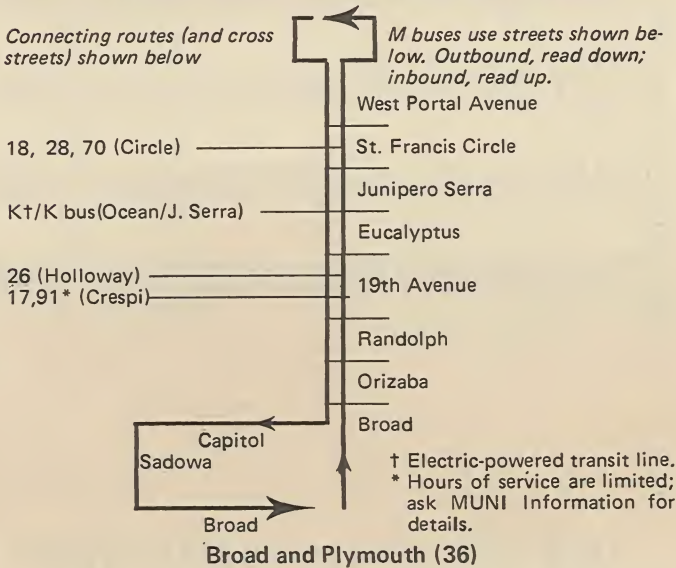 Connecting routes (and cross
streets) shown below
M buses use streets shown be-
low. Outbound, read down;
inbound, read up.
West Portal Avenue
18, 28, 70 (Circle)
St. Francis Circle
Junipero Serra
K†/K bus(Ocean/J. Serra)
Eucalyptus
26 (Holloway)
17,91* (Crespi)
19th Avenue
Randolph
Orizaba
Broad
Capitol
Sadowa
Broad
† Electric-powered transit line.
* Hours of service are limited;
ask MUNI Information for
details.
Broad and Plymouth (36)